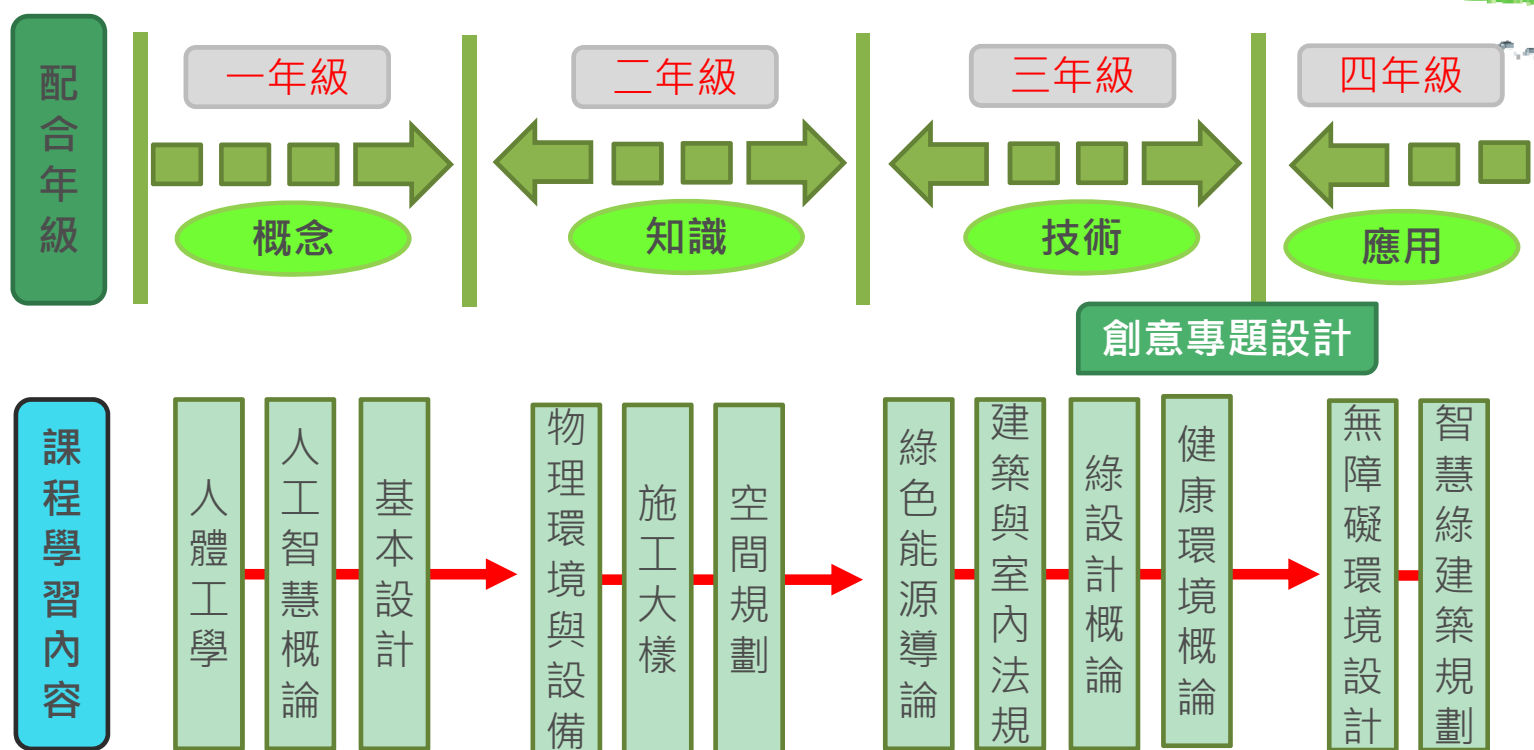 配合年級
一年級
二年級
三年級
四年級
概念
知識
技術
應用
創意專題設計
課程學習內容
人體工學
人工智慧概論
基本設計
物理環境與設備
施工大樣
空間規劃
綠色能源導論
建築與室內法規
綠設計概論
健康環境概論
無障礙環境設計
智慧綠建築規劃